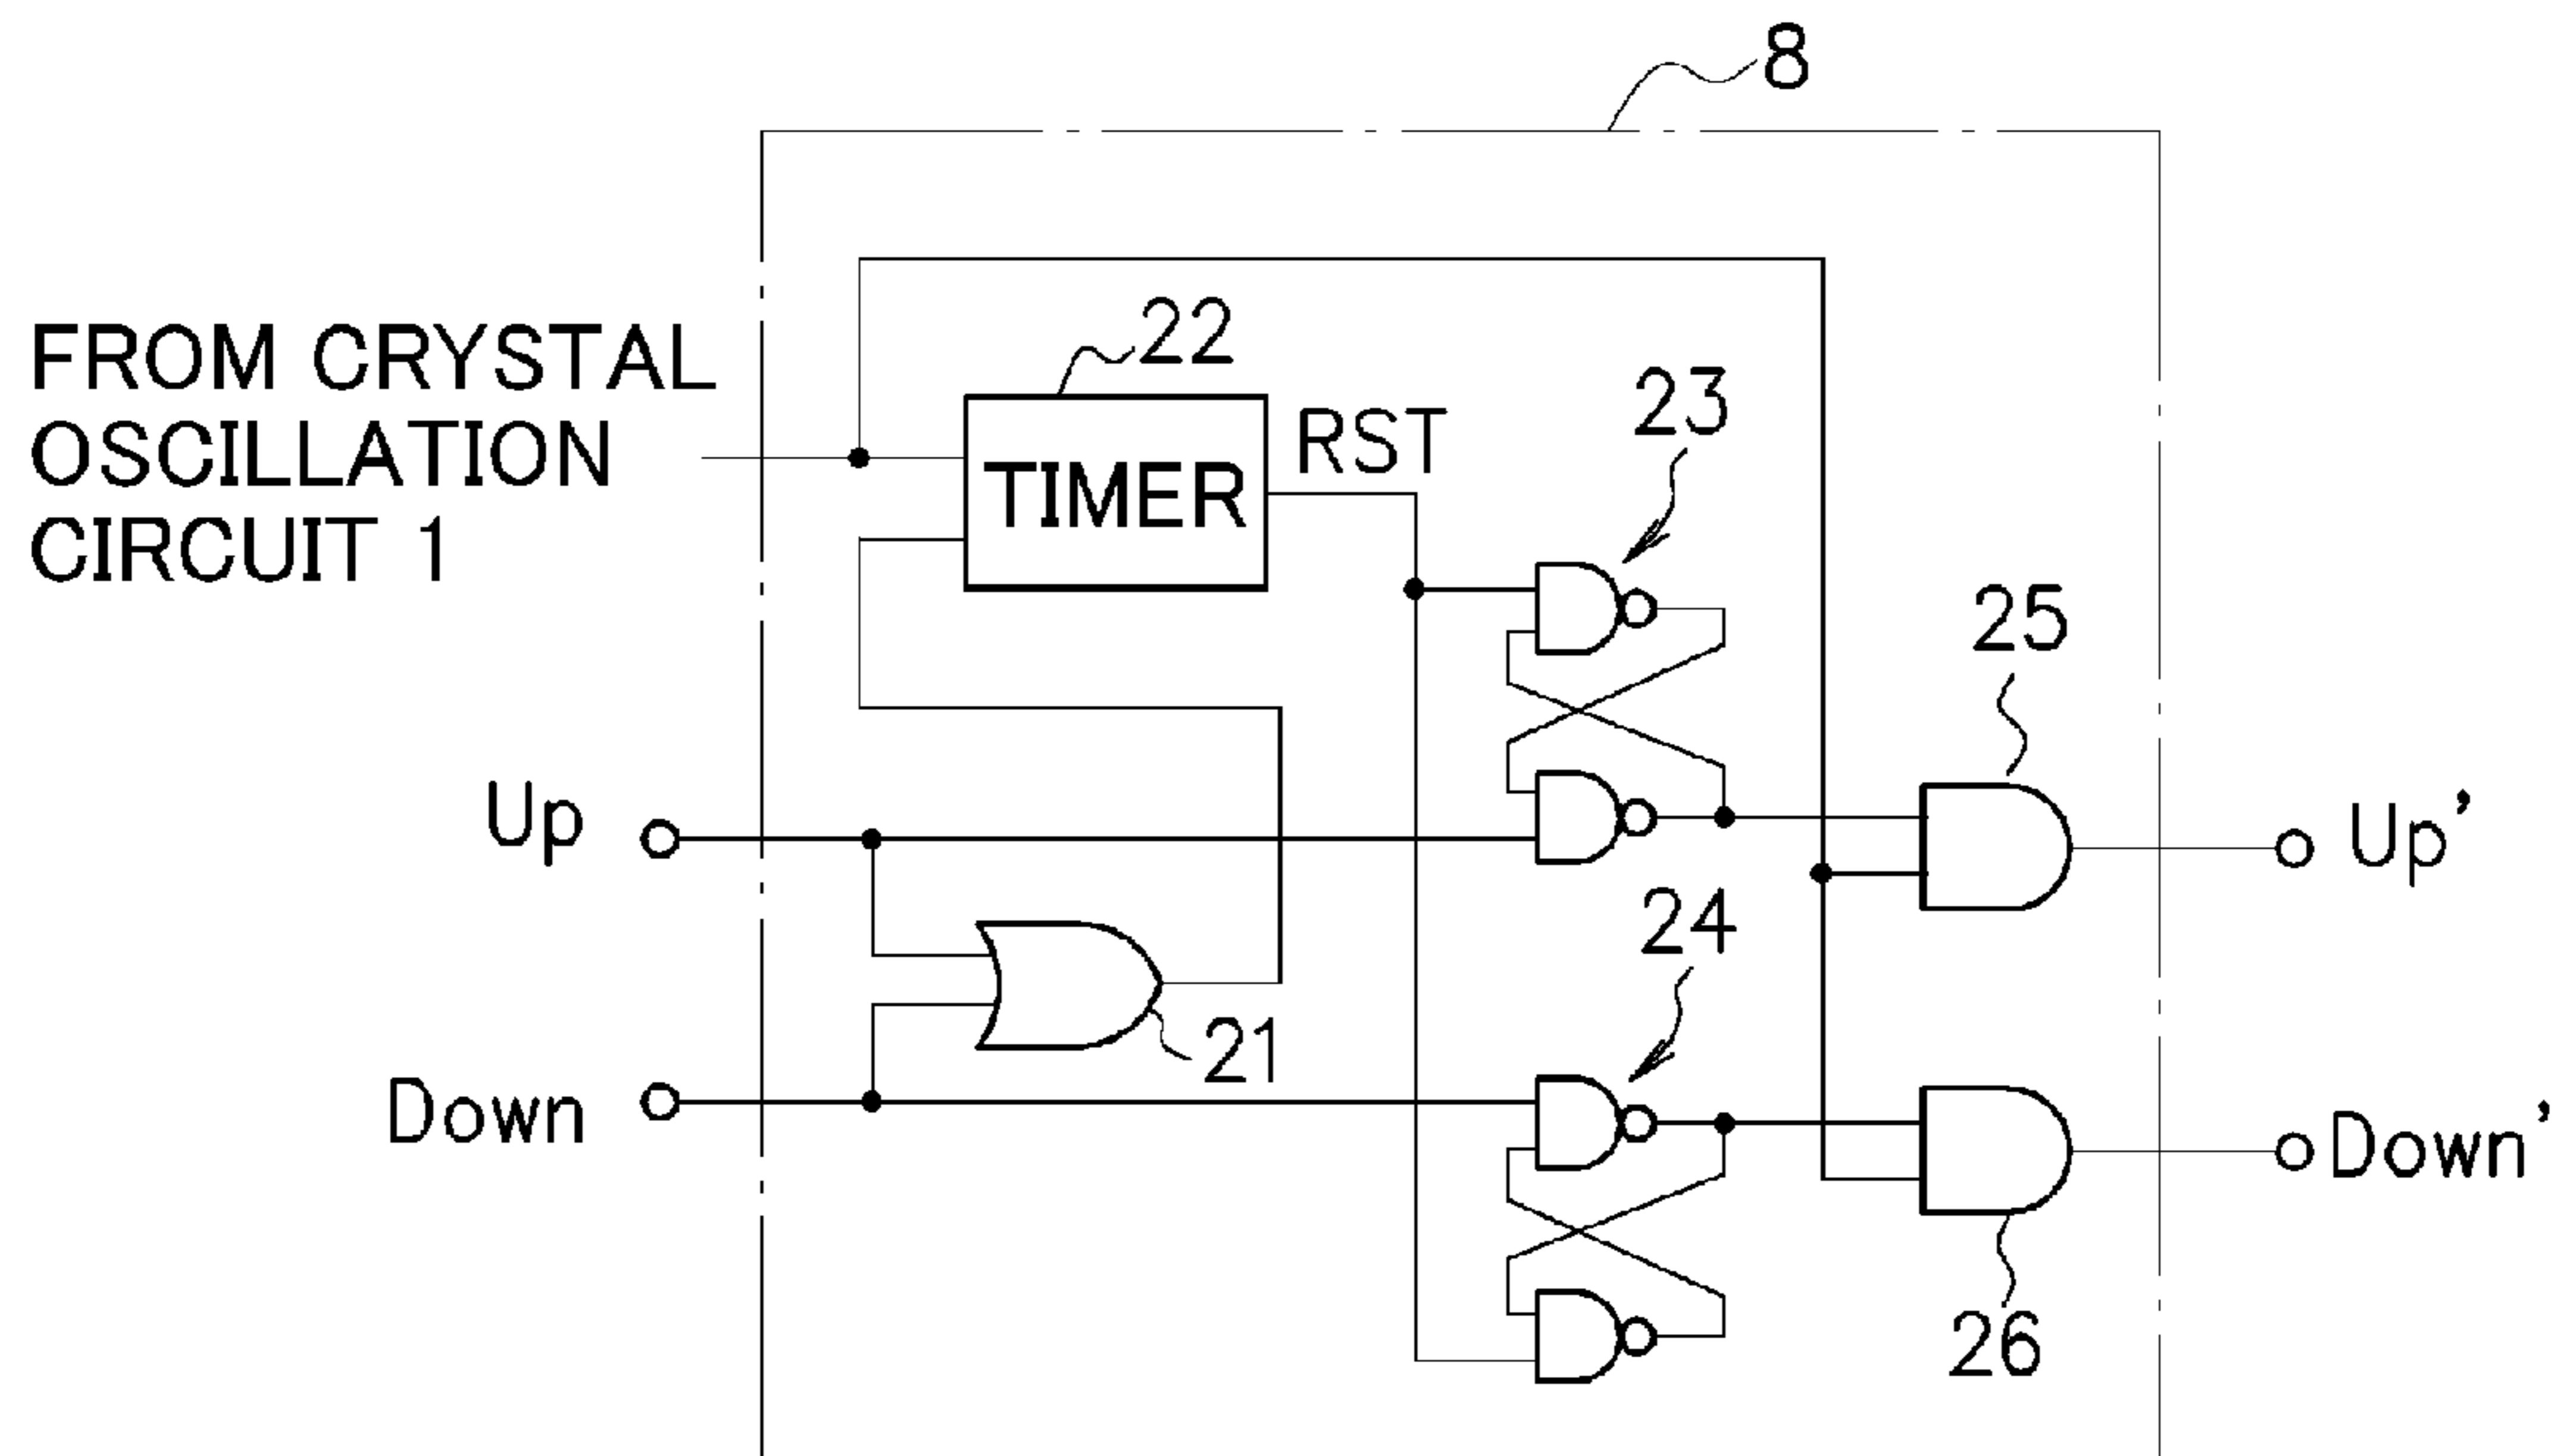 8
FROM CRYSTAL
OSCILLATION
CIRCUIT 1
22
TIMER
RST
23
25
Up
Up'
24
21
Down
Down'
26